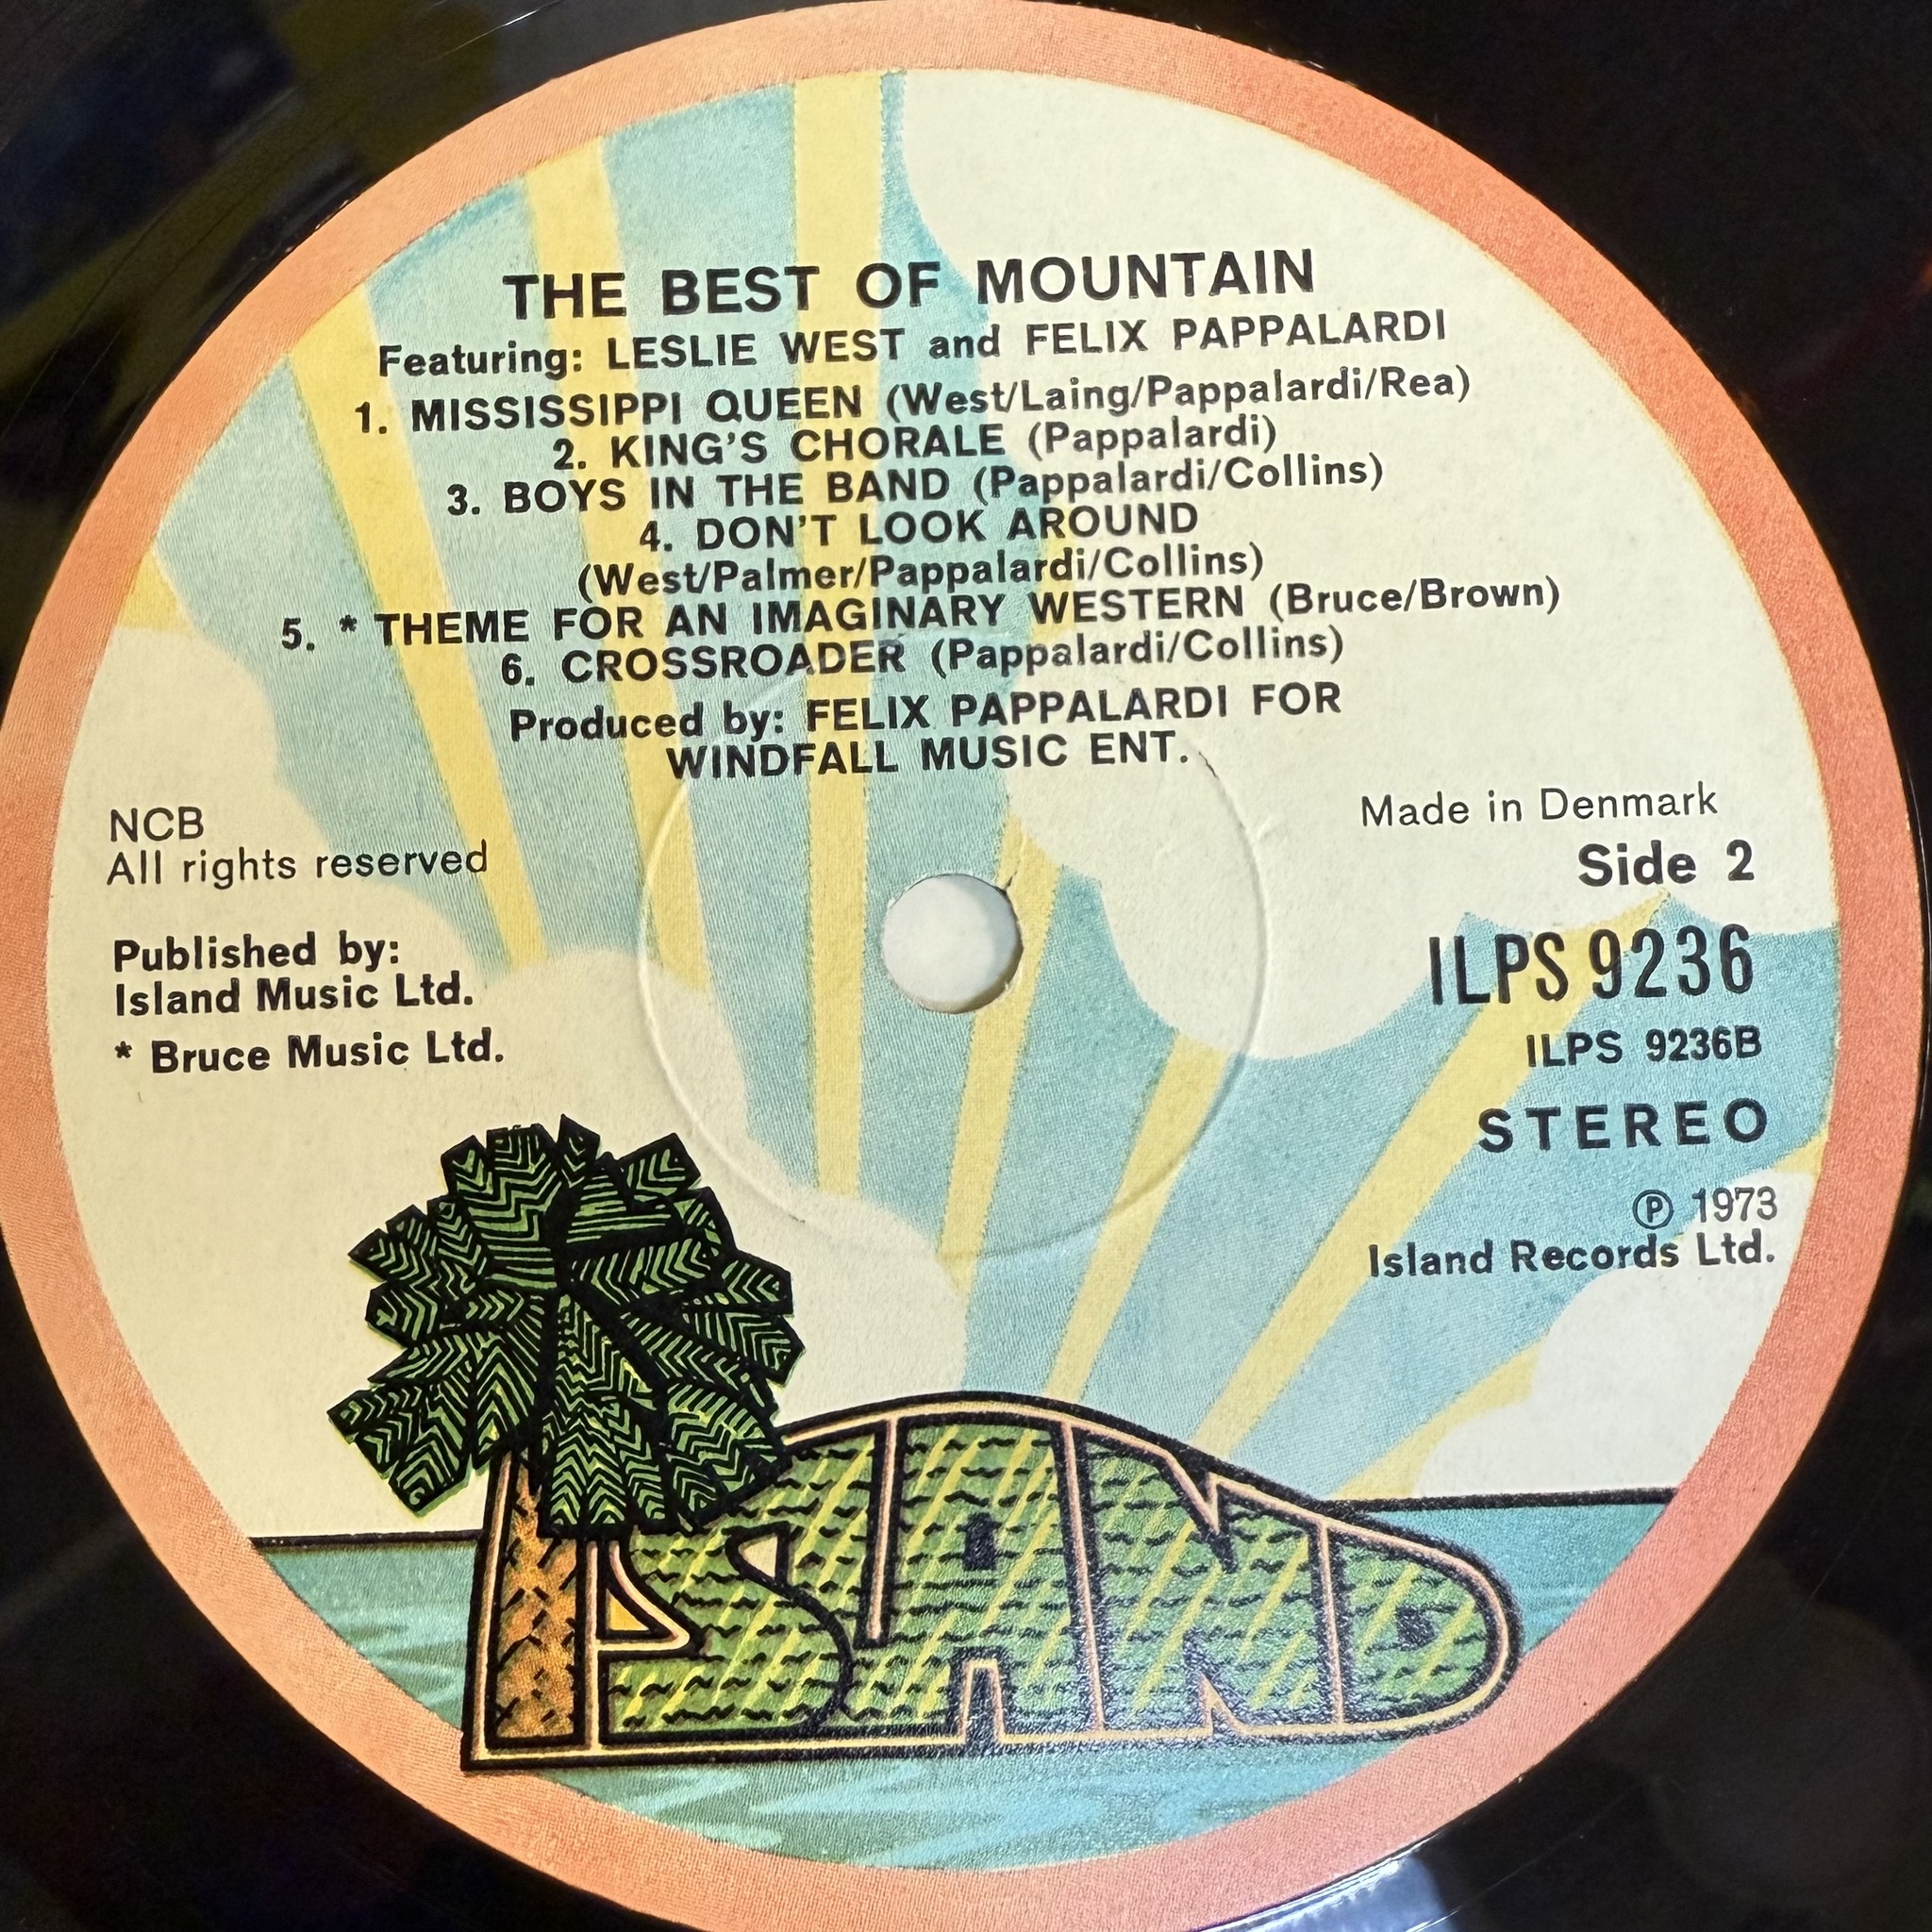 THE BEST OF MOUNTAIN
Featuring: LESLIE WEST and FELIX PAPPALARDI
1. MISSISSIPPI QUEEN (West/Laing/Pappalardi/Rea)
2. KING'S CHORALE (Pappalardi)
3. BOYS IN THE BAND (Pappalardi/Collins)
4. DON'T LOOK AROUND
(West/Palmer/Pappalardi/Collins)
5. * THEME FOR AN IMAGINARY WESTERN (Bruce/Brown)
6. CROSSROADER (Pappalardi/Collins)
Produced by: FELIX PAPPALARDI FOR
WINDFALL MUSIC ENT.
NCB
All rights reserved
Published by:
Island Music Ltd.
* Bruce Music Ltd.
Made in Denmark
Side 2
ILPS 9236
ILPS 9236B
STEREO
℗ 1973
Island Records Ltd.
ISLAND